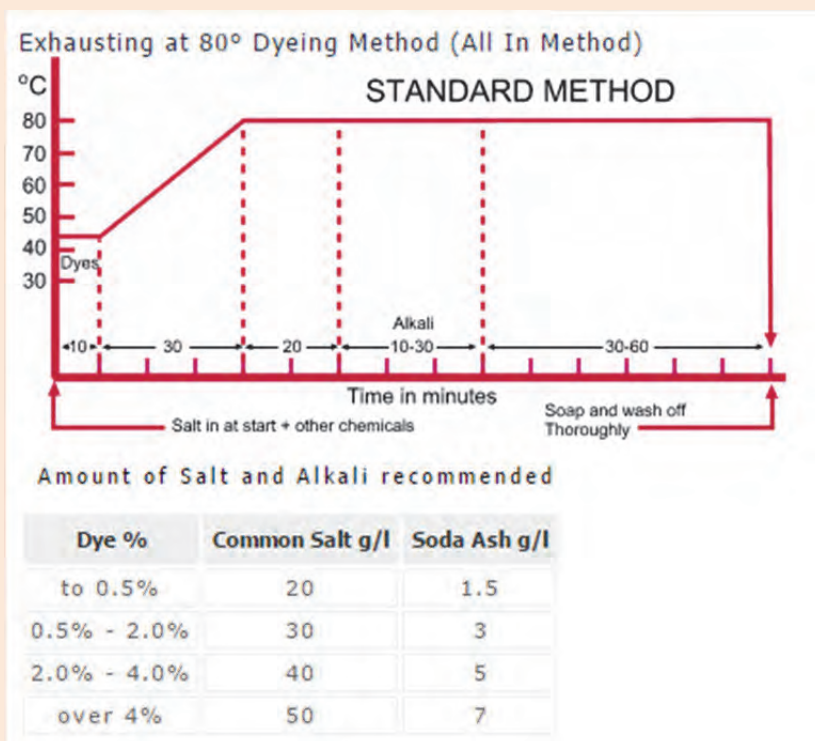 Exhausting at 80° Dyeing Method (All In Method)
°C
STANDARD METHOD
80
70
60
50
40
Dyes
30
Alkali
10 30 20 10-30 30-60
Time in minutes
Salt in at start + other chemicals
Soap and wash off
Thoroughly
Amount of Salt and Alkali recommended
Dye % Common Salt g/l Soda Ash g/l
to 0.5% 20 1.5
0.5% - 2.0% 30 3
2.0% - 4.0% 40 5
over 4% 50 7